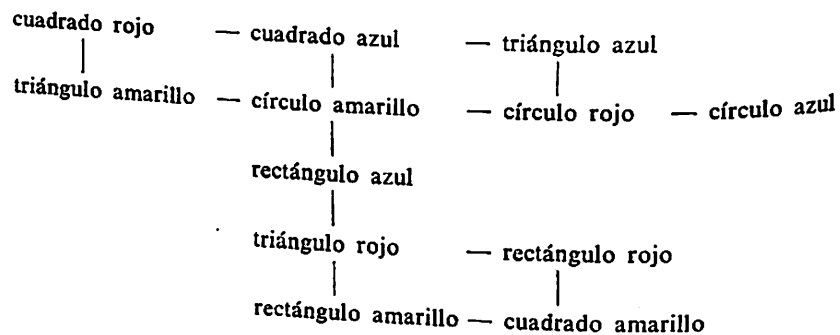 cuadrado rojo — cuadrado azul — triángulo azul
triángulo amarillo — círculo amarillo — círculo rojo — círculo azul
rectángulo azul
triángulo rojo — rectángulo rojo
rectángulo amarillo — cuadrado amarillo